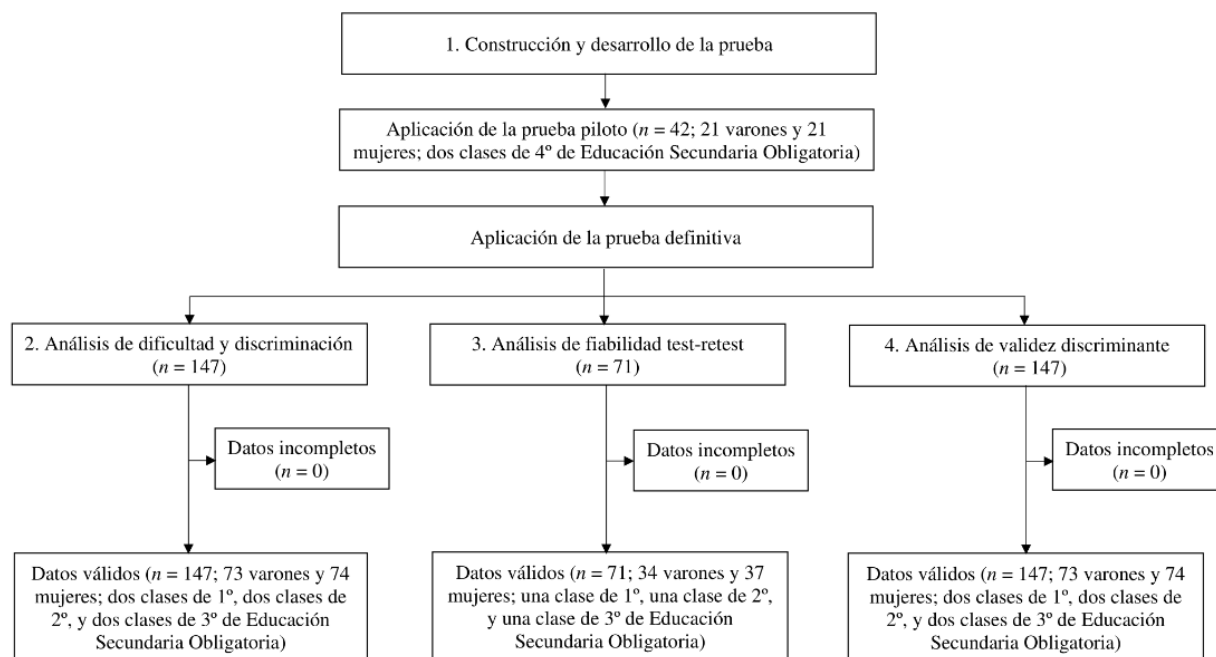 1. Construcción y desarrollo de la prueba
Aplicación de la prueba piloto (n = 42; 21 varones y 21
mujeres; dos clases de 4º de Educación Secundaria Obligatoria)
Aplicación de la prueba definitiva
2. Análisis de dificultad y discriminación
(n = 147)
3. Análisis de fiabilidad test-retest
(n = 71)
4. Análisis de validez discriminante
(n = 147)
Datos incompletos
(n = 0)
Datos incompletos
(n = 0)
Datos incompletos
(n = 0)
Datos válidos (n = 147; 73 varones y 74
mujeres; dos clases de 1º, dos clases de
2º, y dos clases de 3º de Educación
Secundaria Obligatoria)
Datos válidos (n = 71; 34 varones y 37
mujeres; una clase de 1º, una clase de 2º,
y una clase de 3º de Educación
Secundaria Obligatoria)
Datos válidos (n = 147; 73 varones y 74
mujeres; dos clases de 1º, dos clases de
2º, y dos clases de 3º de Educación
Secundaria Obligatoria)